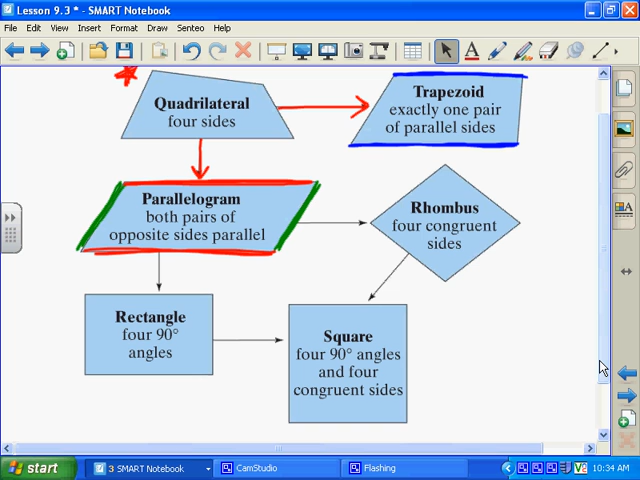 Lesson 9.3 * - SMART Notebook
File Edit View Insert Format Draw Help
Quadrilateral
four sides
Trapezoid
exactly one pair
of parallel sides
Parallelogram
both pairs of
opposite sides parallel
Rhombus
four congruent
sides
Rectangle
four 90°
angles
Square
four 90° angles
and four
congruent sides
start
3 SMART Notebook
CamStudio
Flashing
10:34 AM